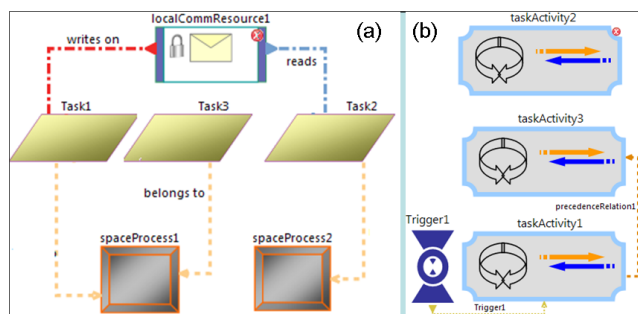 localCommResource1
(a)
writes on
reads
Task1
Task3
Task2
belongs to
spaceProcess1
spaceProcess2
(b)
taskActivity2
taskActivity3
precedenceRelation1
Trigger1
taskActivity1
Trigger1